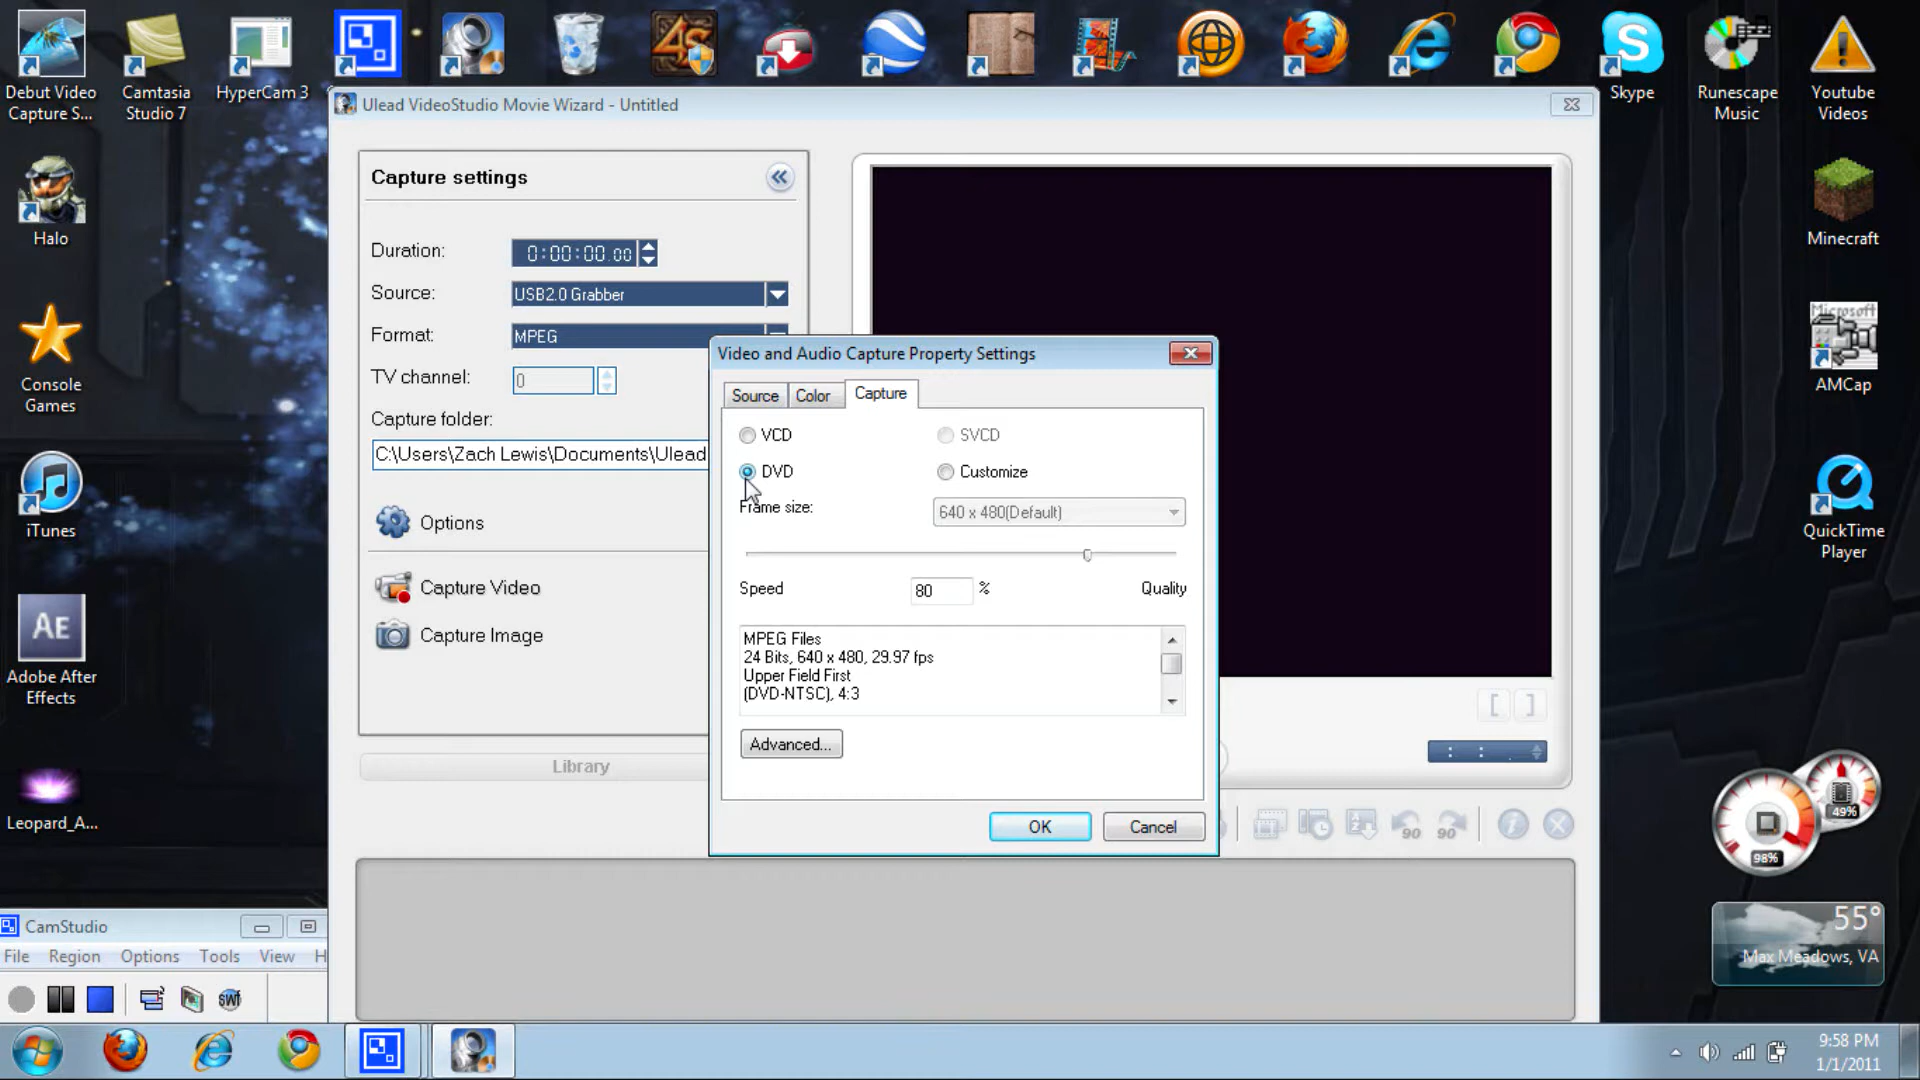 Debut Video
Capture S...
Camtasia
Studio 7
HyperCam 3
Skype
Runescape
Music
Youtube
Videos
Ulead VideoStudio Movie Wizard - Untitled
Capture settings
Halo
Minecraft
Duration:
0:00:00.00
Source:
USB2.0 Grabber
Format:
MPEG
TV channel:
0
Capture folder:
C:\Users\Zach Lewis\Documents\Ulead
Options
Capture Video
Capture Image
Library
Video and Audio Capture Property Settings
Source
Color
Capture
VCD
SVCD
DVD
Customize
Frame size:
640 x 480(Default)
Speed
80
%
Quality
MPEG Files
24 Bits, 640 x 480, 29.97 fps
Upper Field First
(DVD-NTSC), 4:3
Advanced...
OK
Cancel
[ ]
: : .
90
90
Console
Games
Microsoft
AMCap
iTunes
QuickTime
Player
AE
Adobe After
Effects
Leopard_A...
49%
98%
55°
Max Meadows, VA
CamStudio
File Region Options Tools View H
SWf
9:58 PM
1/1/2011